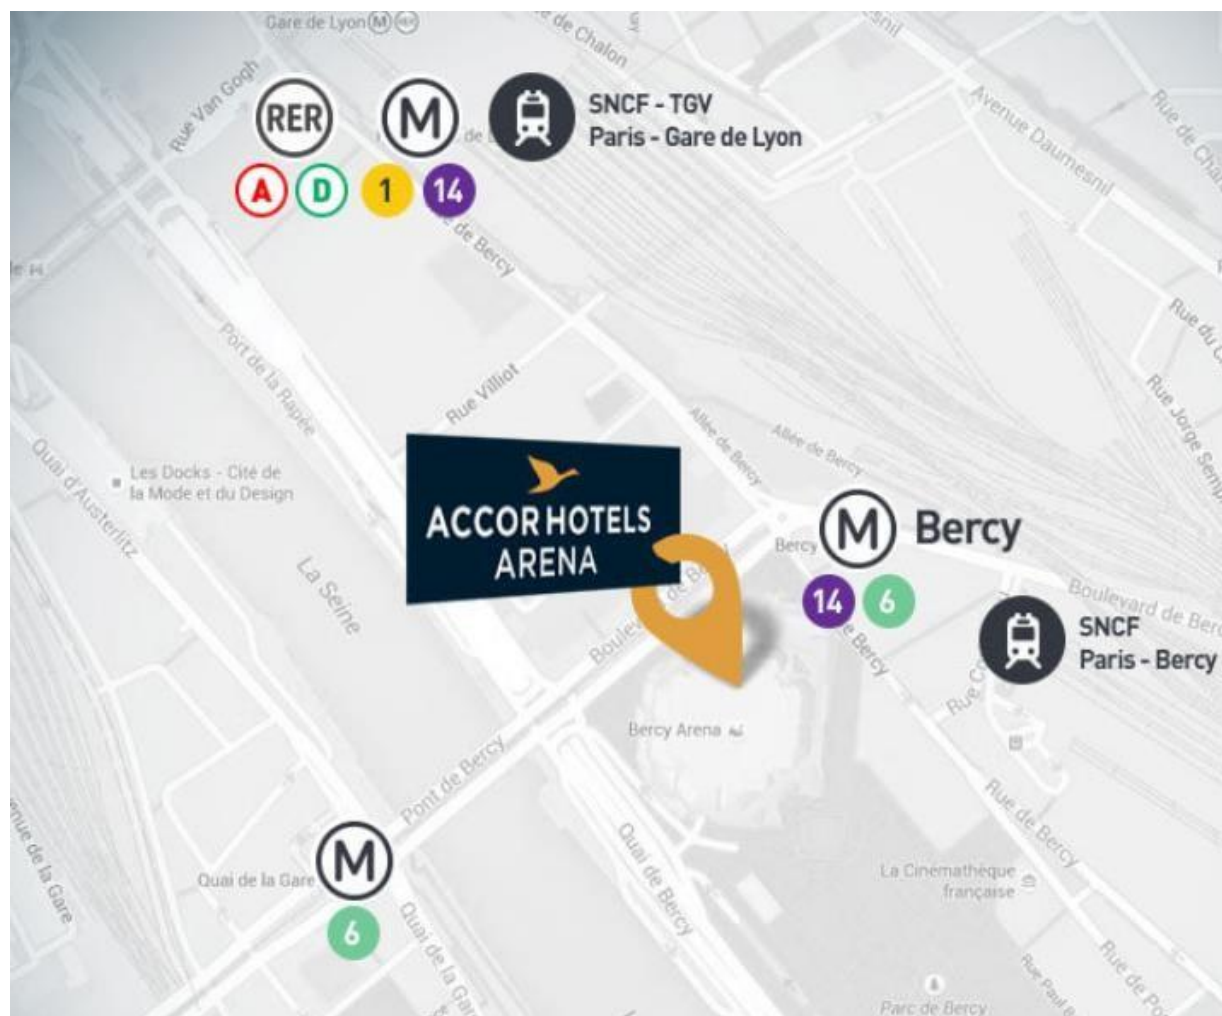 Gare de Lyon M RER
de Chalon
Rue Van Gogh
RER
M
SNCF - TGV
Paris - Gare de Lyon
Avenue Daumesnil
A
D
1
14
de Bercy
Port de la Rapée
Rue Villiot
Allée de Bercy
Allée de Bercy
Quai d'Austerlitz
Les Docks - Cité de
la Mode et du Design
ACCORHOTELS
ARENA
La Seine
Bercy
M
Bercy
14
6
Boulevard de Bercy
SNCF
Paris - Bercy
Bercy Arena
Pont de Bercy
Quai de la Gare
M
6
Quai de Bercy
Rue de Bercy
La Cinémathèque
française
Parc de Bercy